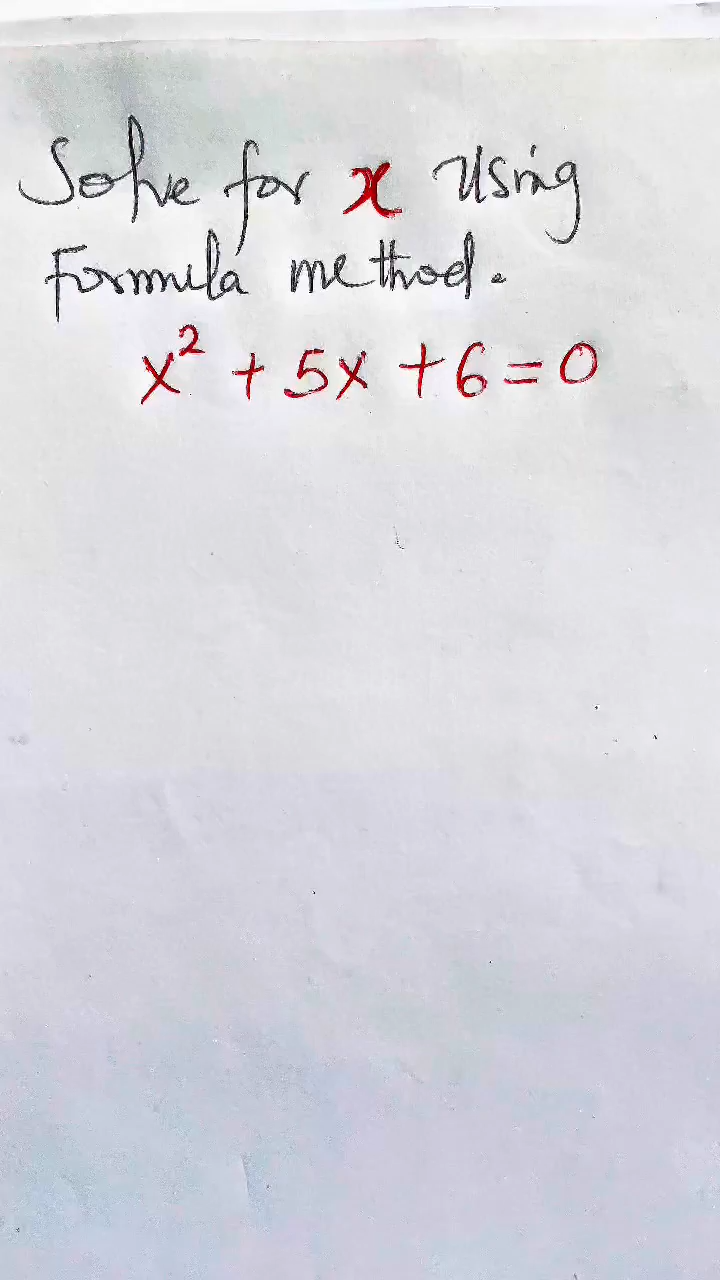 Solve for x Using
Formula method.
x² + 5x + 6 = 0